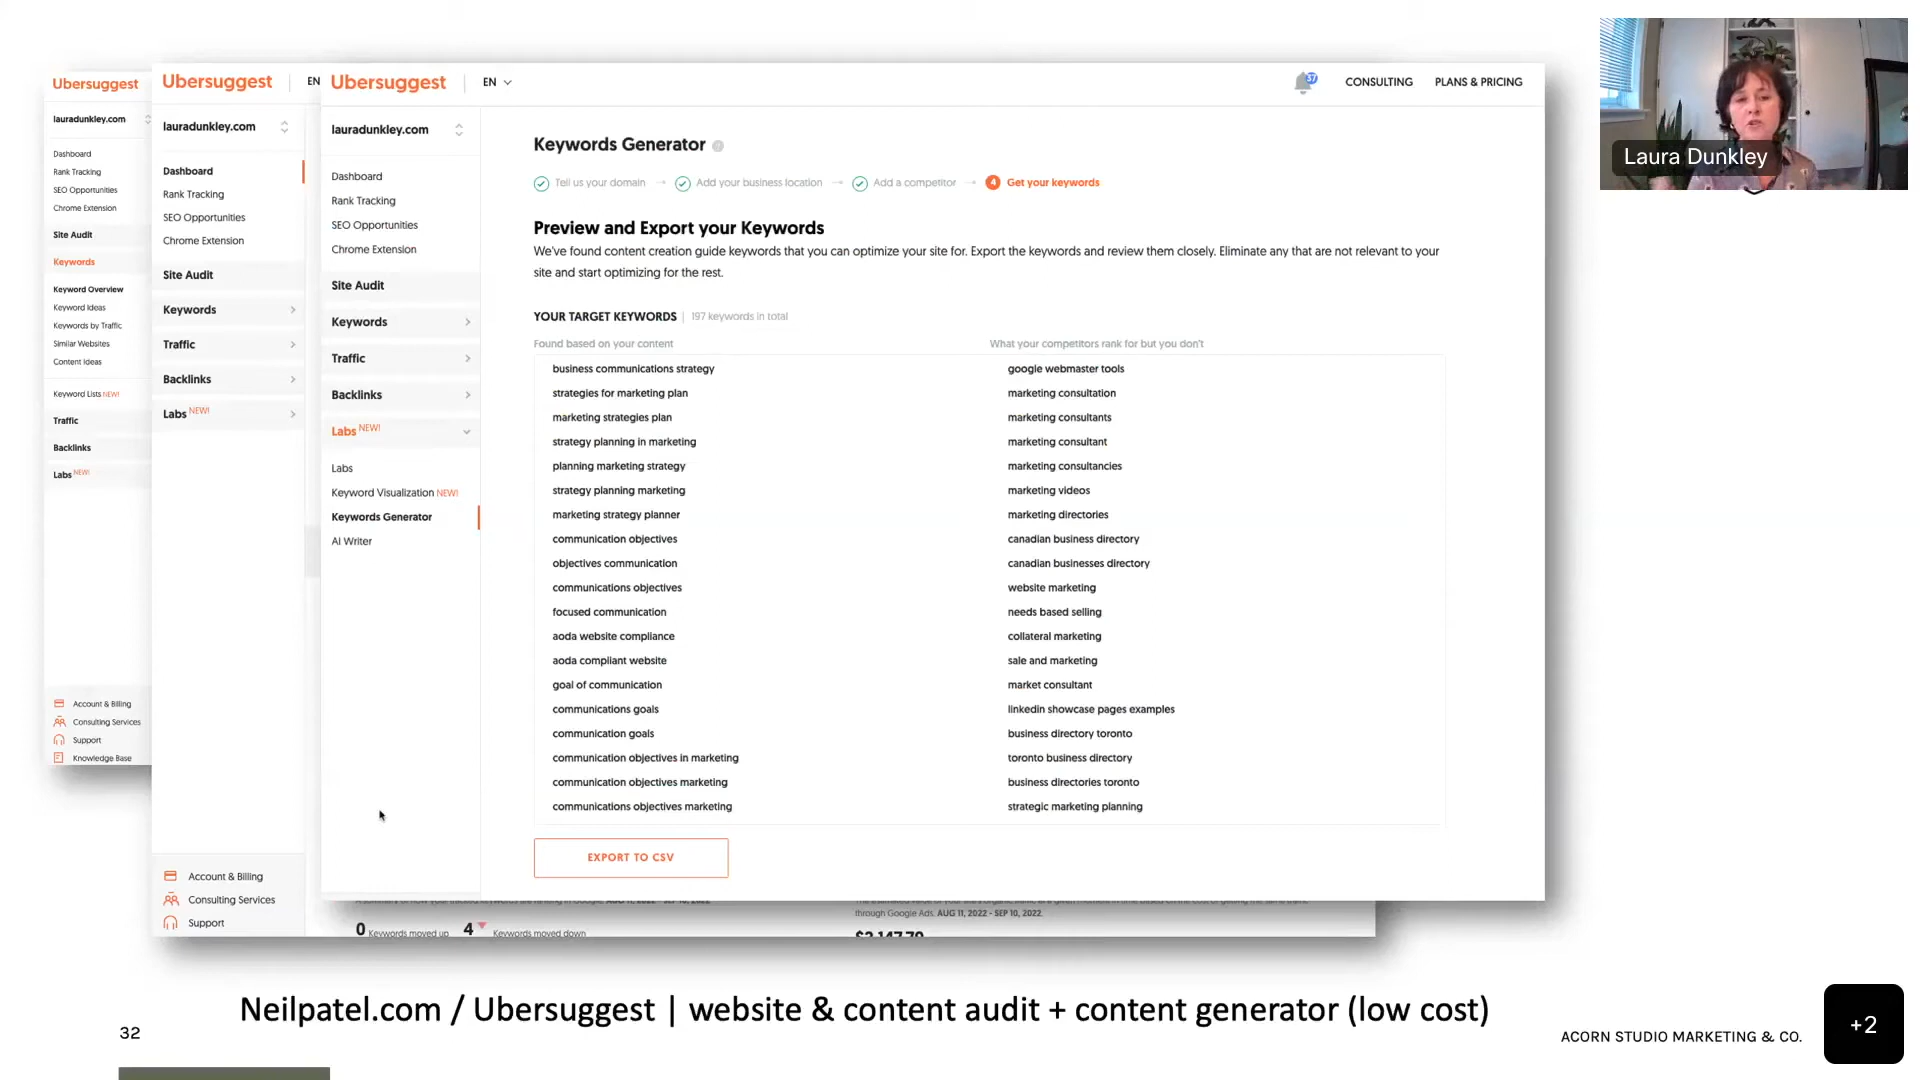 Ubersuggest
lauradunkley.com
Dashboard
Rank Tracking
SEO Opportunities
Chrome Extension
Site Audit
Keywords
Keyword Overview
Keyword Ideas
Keywords by Traffic
Similar Websites
Content Ideas
Keyword Lists NEW!
Traffic
Backlinks
Labs NEW!
Account & Billing
Consulting Services
Support
Knowledge Base
Ubersuggest
EN
lauradunkley.com
Dashboard
Rank Tracking
SEO Opportunities
Chrome Extension
Site Audit
Keywords
Traffic
Backlinks
Labs NEW!
Account & Billing
Consulting Services
Support
Ubersuggest
EN
37
CONSULTING
PLANS & PRICING
lauradunkley.com
Dashboard
Rank Tracking
SEO Opportunities
Chrome Extension
Site Audit
Keywords
Traffic
Backlinks
Labs NEW!
Labs
Keyword Visualization NEW!
Keywords Generator
AI Writer
Keywords Generator
Tell us your domain
Add your business location
Add a competitor
4 Get your keywords
Preview and Export your Keywords
We've found content creation guide keywords that you can optimize your site for. Export the keywords and review them closely. Eliminate any that are not relevant to your
site and start optimizing for the rest.
YOUR TARGET KEYWORDS | 197 keywords in total
Found based on your content
business communications strategy
strategies for marketing plan
marketing strategies plan
strategy planning in marketing
planning marketing strategy
strategy planning marketing
marketing strategy planner
communication objectives
objectives communication
communications objectives
focused communication
aoda website compliance
aoda compliant website
goal of communication
communications goals
communication goals
communication objectives in marketing
communication objectives marketing
communications objectives marketing
What your competitors rank for but you don't
google webmaster tools
marketing consultation
marketing consultants
marketing consultant
marketing consultancies
marketing videos
marketing directories
canadian business directory
canadian businesses directory
website marketing
needs based selling
collateral marketing
sale and marketing
market consultant
linkedin showcase pages examples
business directory toronto
toronto business directory
business directories toronto
strategic marketing planning
EXPORT TO CSV
0 Keywords moved up 4 Keywords moved down
through Google Ads. AUG 11, 2022 - SEP 10, 2022.
Laura Dunkley
Neilpatel.com / Ubersuggest | website & content audit + content generator (low cost)
32
ACORN STUDIO MARKETING & CO.
+2